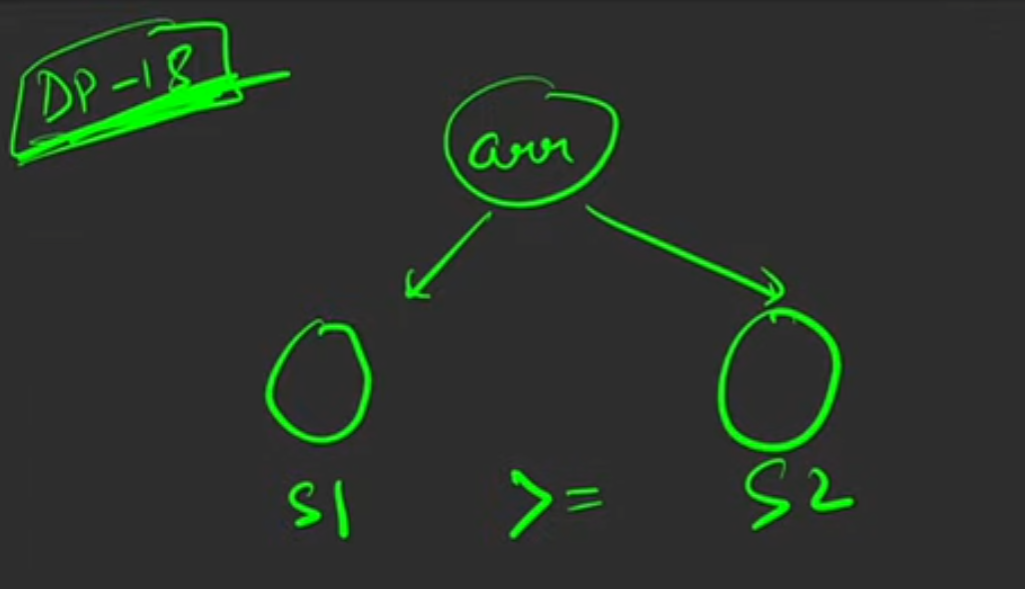 DP-18
arr
S1 >= S2